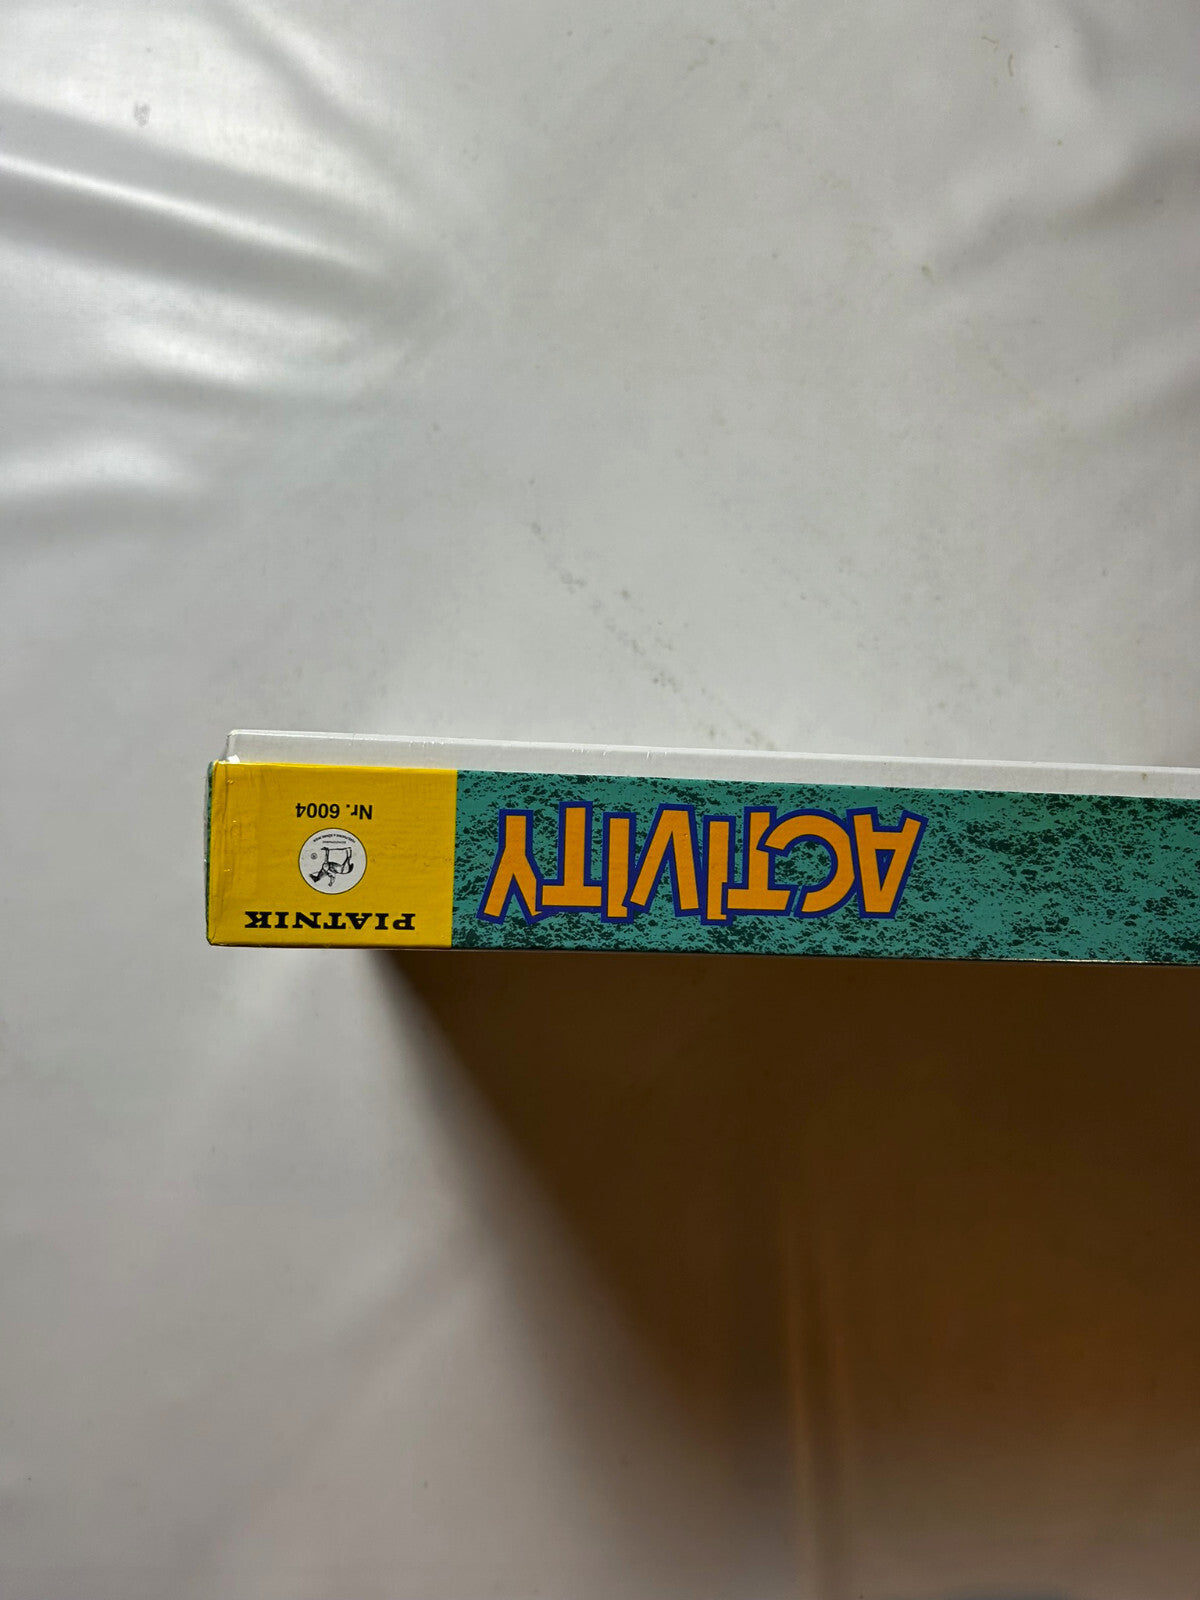 ACTIVITY
PIATNIK
Nr. 6004